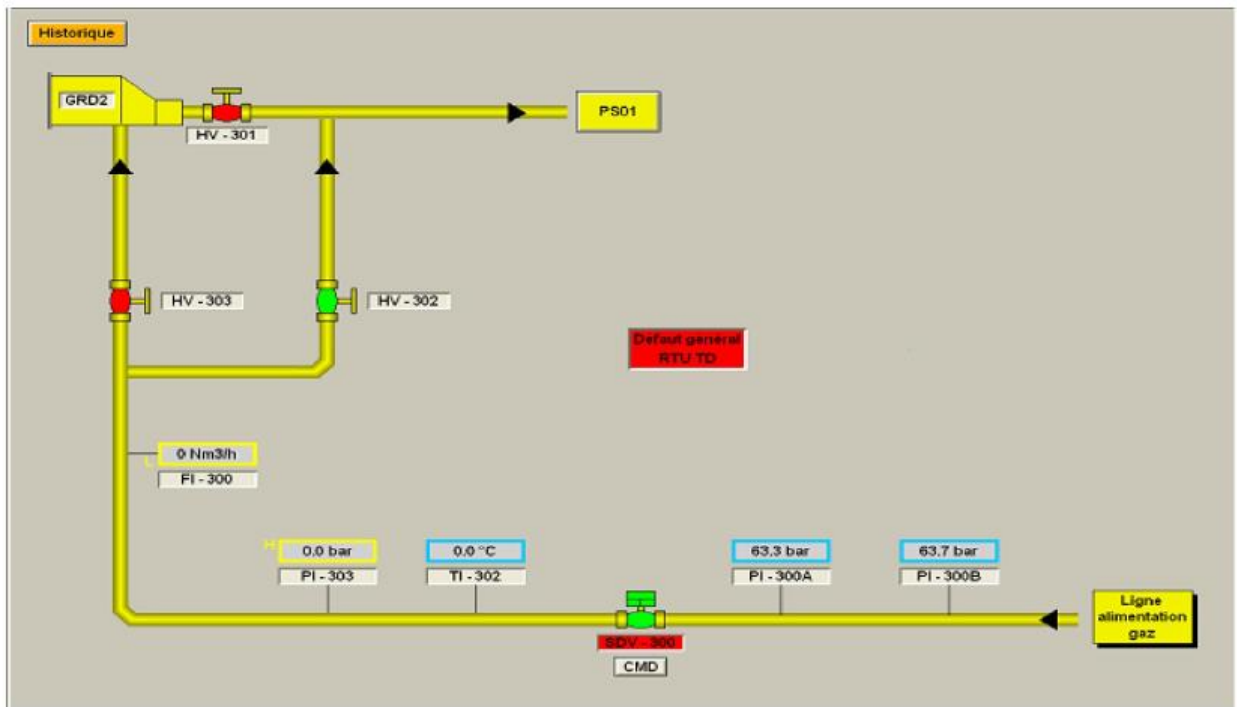 Historique
GRD2
HV - 301
PS01
HV - 303
HV - 302
Défaut général
RTU TD
0 Nm3/h
L
FI - 300
H
0.0 bar
0.0 °C
63.3 bar
63.7 bar
PI - 303
TI - 302
PI - 300A
PI - 300B
Ligne
alimentation
gaz
SDV - 300
CMD